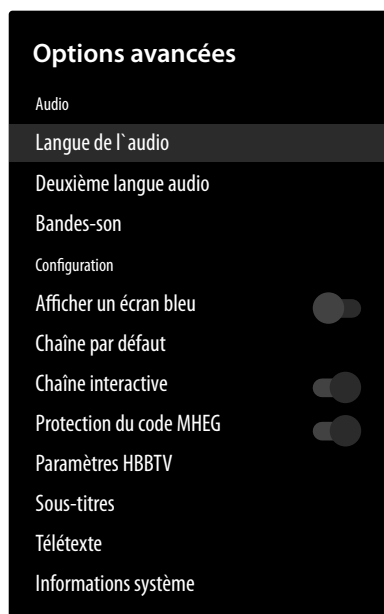 Options avancées
Audio
Langue de l`audio
Deuxième langue audio
Bandes-son
Configuration
Afficher un écran bleu
Chaîne par défaut
Chaîne interactive
Protection du code MHEG
Paramètres HBBTV
Sous-titres
Télétexte
Informations système